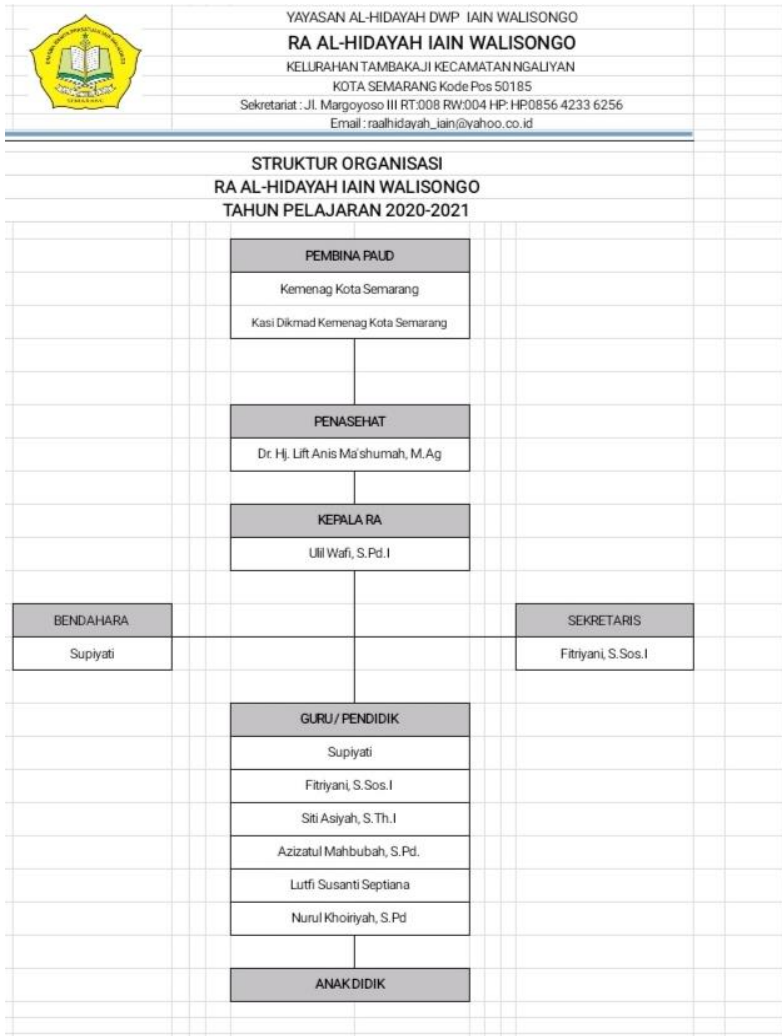 YAYASAN AL-HIDAYAH DWP IAIN WALISONGO
RA AL-HIDAYAH IAIN WALISONGO
KELURAHAN TAMBAKAJI KECAMATAN NGALIYAN
KOTA SEMARANG Kode Pos 50185
Sekretariat : Jl. Margoyoso III RT:008 RW:004 HP: HP.0856 4233 6256
Email : raalhidayah_iain@yahoo.co.id
SEMARANG
STRUKTUR ORGANISASI
RA AL-HIDAYAH IAIN WALISONGO
TAHUN PELAJARAN 2020-2021
PEMBINA PAUD
Kemenag Kota Semarang
Kasi Dikmad Kemenag Kota Semarang
PENASEHAT
Dr. Hj. Lift Anis Ma'shumah, M.Ag
KEPALA RA
Ulil Wafi, S.Pd.I
BENDAHARA
Supiyati
SEKRETARIS
Fitriyani, S.Sos.I
GURU / PENDIDIK
Supiyati
Fitriyani, S.Sos.I
Siti Asiyah, S.Th.I
Azizatul Mahbubah, S.Pd.
Lutfi Susanti Septiana
Nurul Khoiriyah, S.Pd
ANAK DIDIK